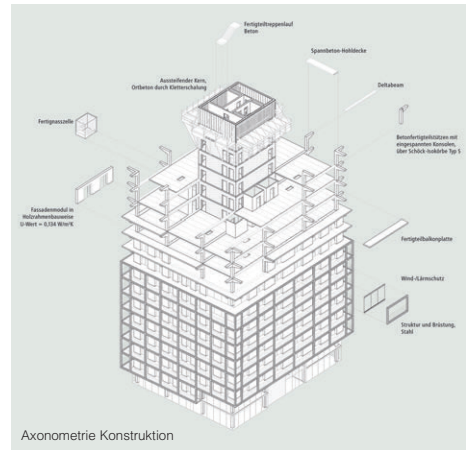 Fertigteiltreppenlauf
Beton
Spannbeton-Hohldecke
Aussteifender Kern,
Ortbeton durch Kletterschalung
Deltabeam
Fertignasszelle
Betonfertigteilstützen mit
eingespannten Konsolen,
über Schöck-Isokörbe Typ S
Fassadenmodul in
Holzrahmenbauweise
U-Wert = 0,134 W/m²K
Fertigteilbalkonplatte
Wind-/Lärmschutz
Struktur und Brüstung,
Stahl
Axonometrie Konstruktion